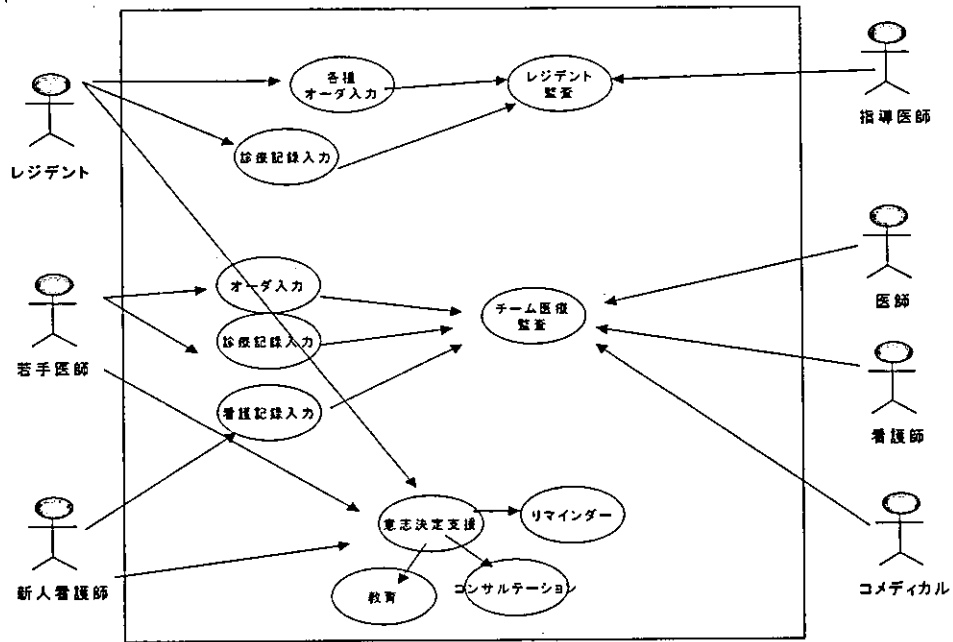 各種
オーダ入力
レジデント
監査
指導医師
レジデント
診療記録入力
医師
オーダ入力
チーム医療
監査
若手医師
診療記録入力
看護記録入力
看護師
意志決定支援
リマインダー
新人看護師
教育
コンサルテーション
コメディカル